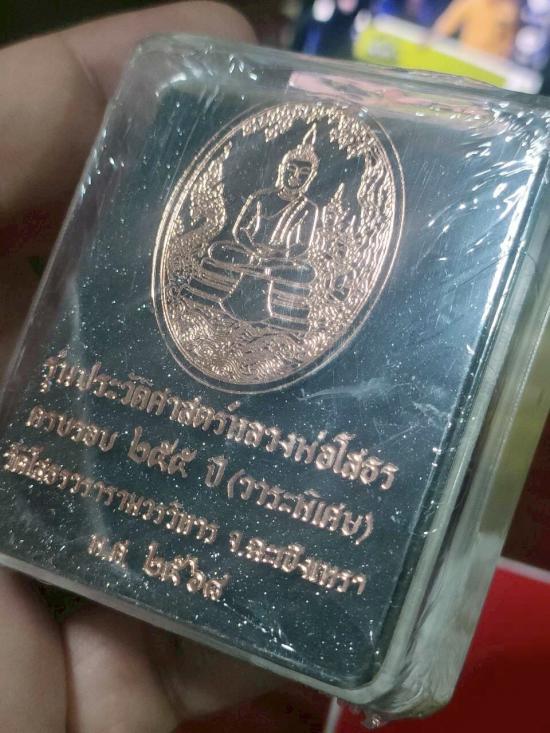 รุ่นประวัติศาสตร์หลวงพ่อโสธร
ครบรอบ ๒๕๕ ปี (วาระพิเศษ)
วัดโสธรวรารามวรวิหาร จ.ฉะเชิงเทรา
พ.ศ. ๒๕๖๘